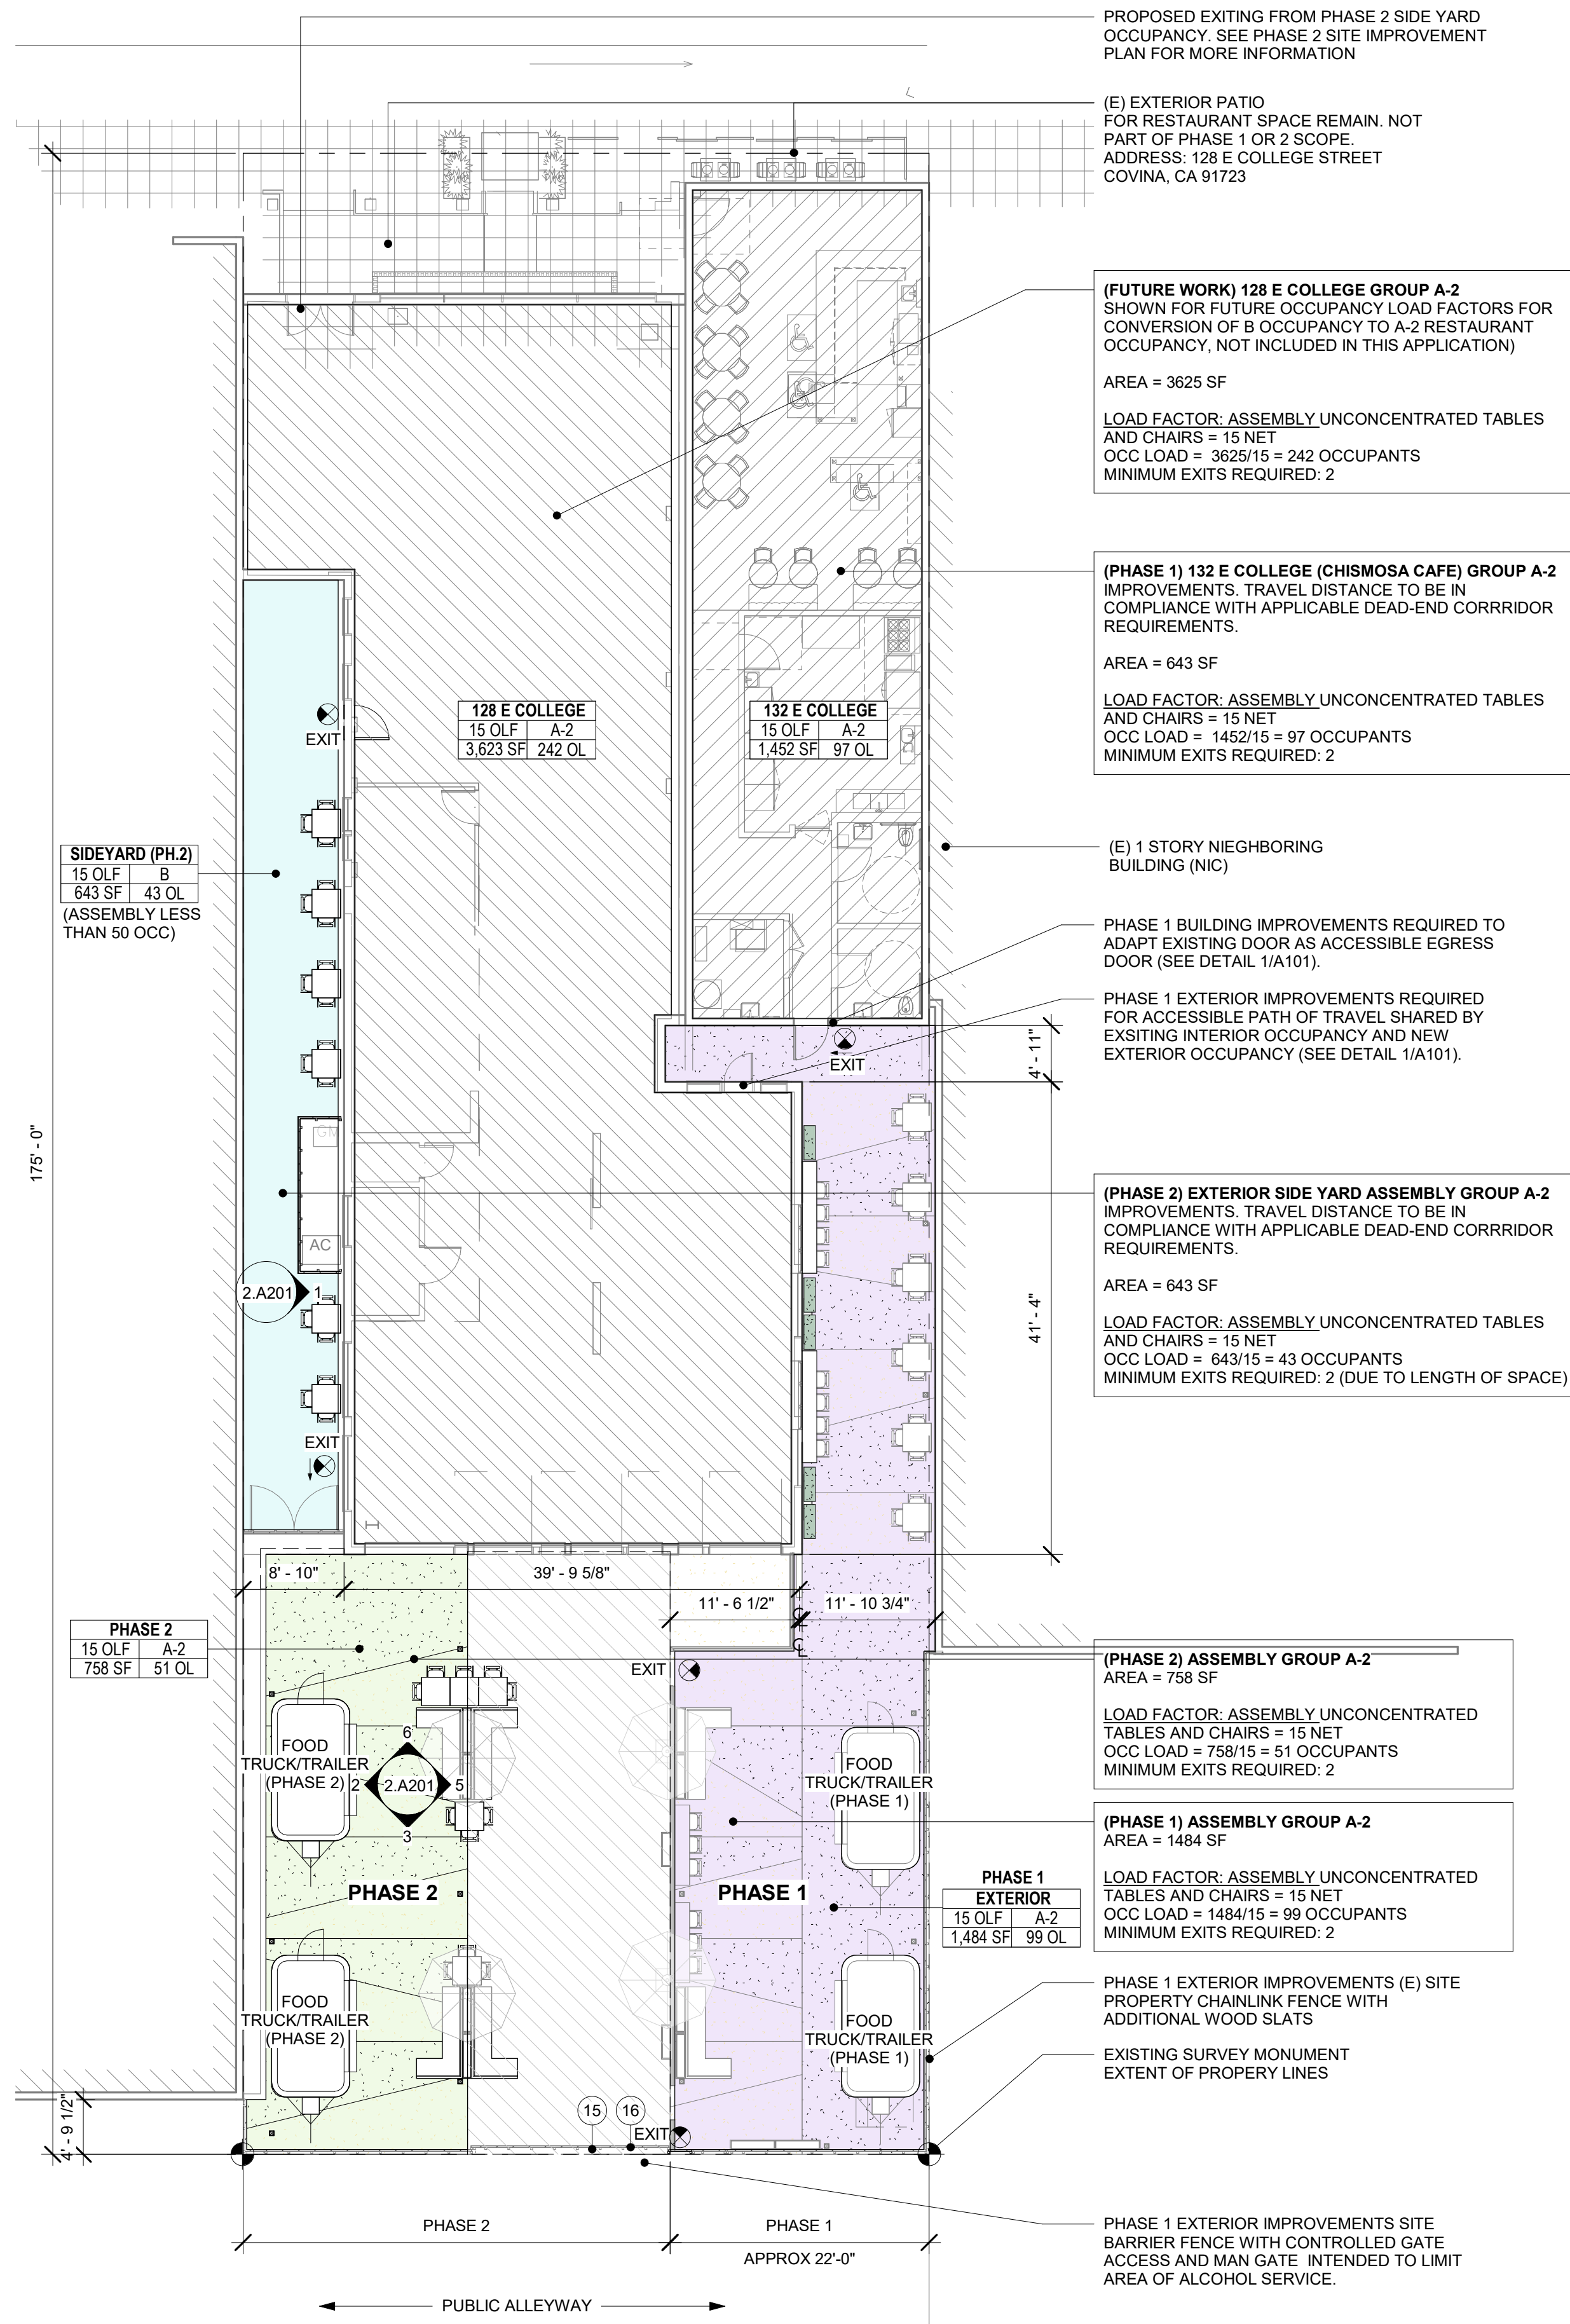 PROPOSED EXITING FROM PHASE 2 SIDE YARD
OCCUPANCY. SEE PHASE 2 SITE IMPROVEMENT
PLAN FOR MORE INFORMATION
(E) EXTERIOR PATIO
FOR RESTAURANT SPACE REMAIN. NOT
PART OF PHASE 1 OR 2 SCOPE.
ADDRESS: 128 E COLLEGE STREET
COVINA, CA 91723
(FUTURE WORK) 128 E COLLEGE GROUP A-2
SHOWN FOR FUTURE OCCUPANCY LOAD FACTORS FOR
CONVERSION OF B OCCUPANCY TO A-2 RESTAURANT
OCCUPANCY, NOT INCLUDED IN THIS APPLICATION)
AREA = 3625 SF
LOAD FACTOR: ASSEMBLY UNCONCENTRATED TABLES
AND CHAIRS = 15 NET
OCC LOAD = 3625/15 = 242 OCCUPANTS
MINIMUM EXITS REQUIRED: 2
(PHASE 1) 132 E COLLEGE (CHISMOSA CAFE) GROUP A-2
IMPROVEMENTS. TRAVEL DISTANCE TO BE IN
COMPLIANCE WITH APPLICABLE DEAD-END CORRRIDOR
REQUIREMENTS.
AREA = 643 SF
LOAD FACTOR: ASSEMBLY UNCONCENTRATED TABLES
AND CHAIRS = 15 NET
OCC LOAD = 1452/15 = 97 OCCUPANTS
MINIMUM EXITS REQUIRED: 2
128 E COLLEGE
15 OLF A-2
3,623 SF 242 OL
132 E COLLEGE
15 OLF A-2
1,452 SF 97 OL
EXIT
SIDEYARD (PH.2)
15 OLF B
643 SF 43 OL
(ASSEMBLY LESS
THAN 50 OCC)
(E) 1 STORY NIEGHBORING
BUILDING (NIC)
PHASE 1 BUILDING IMPROVEMENTS REQUIRED TO
ADAPT EXISTING DOOR AS ACCESSIBLE EGRESS
DOOR (SEE DETAIL 1/A101).
PHASE 1 EXTERIOR IMPROVEMENTS REQUIRED
FOR ACCESSIBLE PATH OF TRAVEL SHARED BY
EXSITING INTERIOR OCCUPANCY AND NEW
EXTERIOR OCCUPANCY (SEE DETAIL 1/A101).
EXIT
4' - 11"
175' - 0"
GM
AC
2.A201 1
41' - 4"
(PHASE 2) EXTERIOR SIDE YARD ASSEMBLY GROUP A-2
IMPROVEMENTS. TRAVEL DISTANCE TO BE IN
COMPLIANCE WITH APPLICABLE DEAD-END CORRRIDOR
REQUIREMENTS.
AREA = 643 SF
LOAD FACTOR: ASSEMBLY UNCONCENTRATED TABLES
AND CHAIRS = 15 NET
OCC LOAD = 643/15 = 43 OCCUPANTS
MINIMUM EXITS REQUIRED: 2 (DUE TO LENGTH OF SPACE)
EXIT
8' - 10"
39' - 9 5/8"
11' - 6 1/2"
11' - 10 3/4"
PHASE 2
15 OLF A-2
758 SF 51 OL
EXIT
(PHASE 2) ASSEMBLY GROUP A-2
AREA = 758 SF
LOAD FACTOR: ASSEMBLY UNCONCENTRATED
TABLES AND CHAIRS = 15 NET
OCC LOAD = 758/15 = 51 OCCUPANTS
MINIMUM EXITS REQUIRED: 2
FOOD
TRUCK/TRAILER
(PHASE 2)
6
2 2.A201 5
3
FOOD
TRUCK/TRAILER
(PHASE 1)
(PHASE 1) ASSEMBLY GROUP A-2
AREA = 1484 SF
LOAD FACTOR: ASSEMBLY UNCONCENTRATED
TABLES AND CHAIRS = 15 NET
OCC LOAD = 1484/15 = 99 OCCUPANTS
MINIMUM EXITS REQUIRED: 2
PHASE 2
PHASE 1
PHASE 1
EXTERIOR
15 OLF A-2
1,484 SF 99 OL
FOOD
TRUCK/TRAILER
(PHASE 2)
FOOD
TRUCK/TRAILER
(PHASE 1)
PHASE 1 EXTERIOR IMPROVEMENTS (E) SITE
PROPERTY CHAINLINK FENCE WITH
ADDITIONAL WOOD SLATS
EXISTING SURVEY MONUMENT
EXTENT OF PROPERY LINES
4' - 9 1/2"
15 16
EXIT
PHASE 2
PHASE 1
APPROX 22'-0"
PHASE 1 EXTERIOR IMPROVEMENTS SITE
BARRIER FENCE WITH CONTROLLED GATE
ACCESS AND MAN GATE INTENDED TO LIMIT
AREA OF ALCOHOL SERVICE.
PUBLIC ALLEYWAY